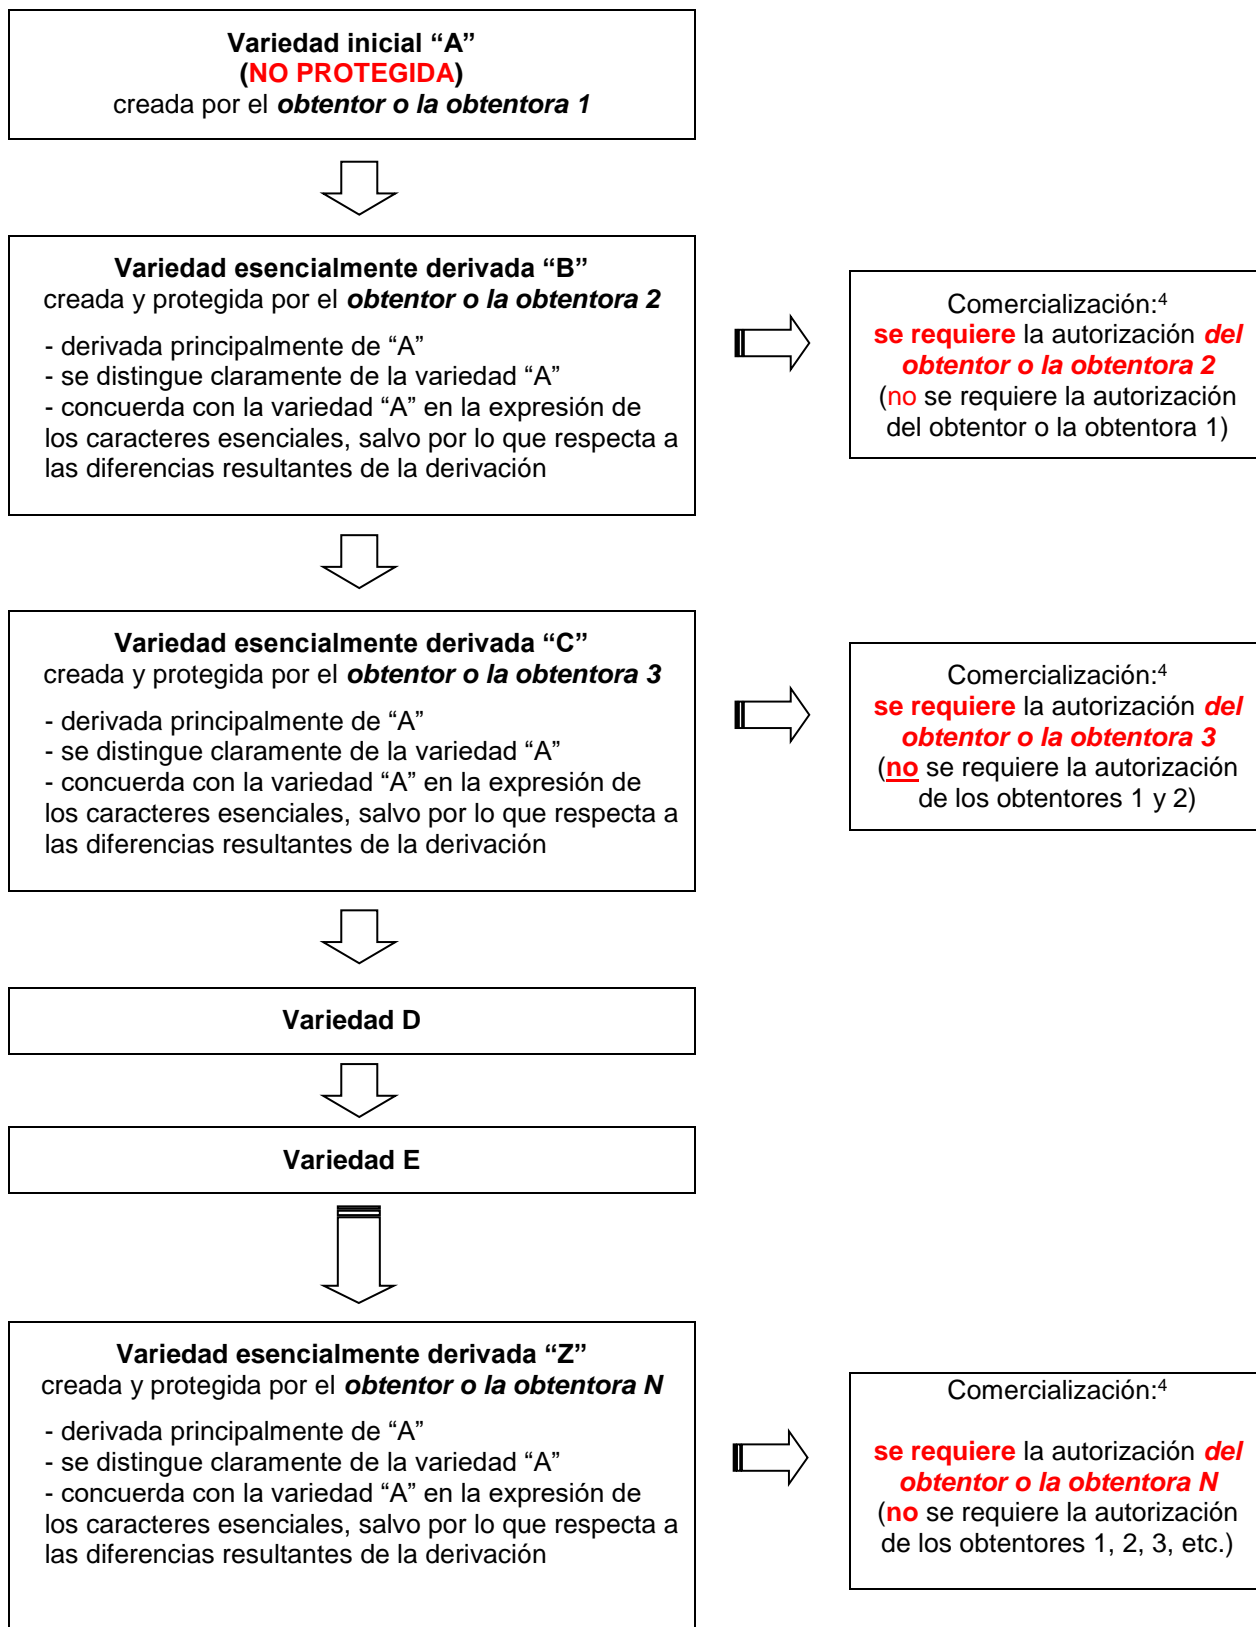 Variedad inicial “A”
(NO PROTEGIDA)
creada por el obtentor o la obtentora 1
Variedad esencialmente derivada “B”
creada y protegida por el obtentor o la obtentora 2
- derivada principalmente de “A”
- se distingue claramente de la variedad “A”
- concuerda con la variedad “A” en la expresión de
los caracteres esenciales, salvo por lo que respecta a
las diferencias resultantes de la derivación
Comercialización:4
se requiere la autorización del
obtentor o la obtentora 2
(no se requiere la autorización
del obtentor o la obtentora 1)
Variedad esencialmente derivada “C”
creada y protegida por el obtentor o la obtentora 3
- derivada principalmente de “A”
- se distingue claramente de la variedad “A”
- concuerda con la variedad “A” en la expresión de
los caracteres esenciales, salvo por lo que respecta a
las diferencias resultantes de la derivación
Comercialización:4
se requiere la autorización del
obtentor o la obtentora 3
(no se requiere la autorización
de los obtentores 1 y 2)
Variedad D
Variedad E
Variedad esencialmente derivada “Z”
creada y protegida por el obtentor o la obtentora N
- derivada principalmente de “A”
- se distingue claramente de la variedad “A”
- concuerda con la variedad “A” en la expresión de
los caracteres esenciales, salvo por lo que respecta a
las diferencias resultantes de la derivación
Comercialización:4
se requiere la autorización del
obtentor o la obtentora N
(no se requiere la autorización
de los obtentores 1, 2, 3, etc.)